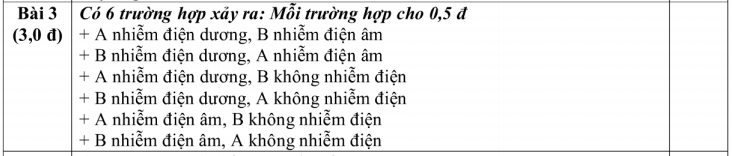 Bài 3 Có 6 trường hợp xảy ra: Mỗi trường hợp cho 0,5 đ
(3,0 đ) + A nhiễm điện dương, B nhiễm điện âm
+ B nhiễm điện dương, A nhiễm điện âm
+ A nhiễm điện dương, B không nhiễm điện
+ B nhiễm điện dương, A không nhiễm điện
+ A nhiễm điện âm, B không nhiễm điện
+ B nhiễm điện âm, A không nhiễm điện